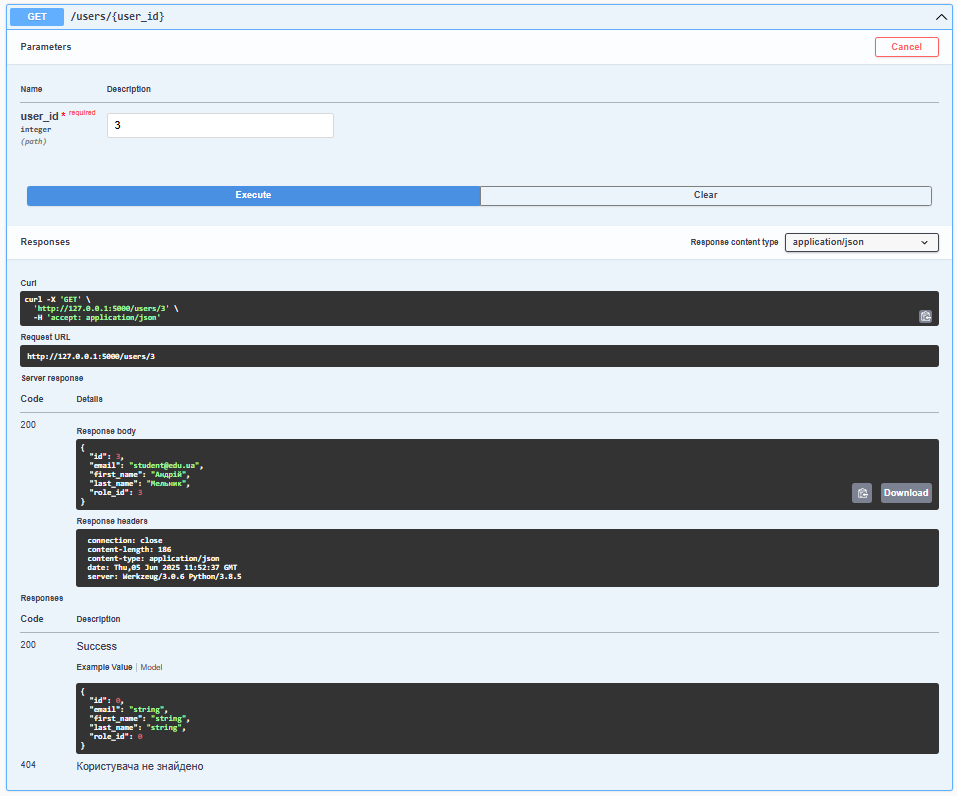 GET /users/{user_id}
Parameters
Cancel
Name Description
user_id * required
integer
(path)
3
Execute Clear
Responses
Response content type application/json
Curl
curl -X 'GET' \
'http://127.0.0.1:5000/users/3' \
-H 'accept: application/json'
Request URL
http://127.0.0.1:5000/users/3
Server response
Code Details
200
Response body
{
"id": 3,
"email": "student@edu.ua",
"first_name": "Андрій",
"last_name": "Мельник",
"role_id": 3
}
Download
Response headers
connection: close
content-length: 186
content-type: application/json
date: Thu,05 Jun 2025 11:52:37 GMT
server: Werkzeug/3.0.6 Python/3.8.5
Responses
Code Description
200
Success
Example Value Model
{
"id": 0,
"email": "string",
"first_name": "string",
"last_name": "string",
"role_id": 0
}
404 Користувача не знайдено